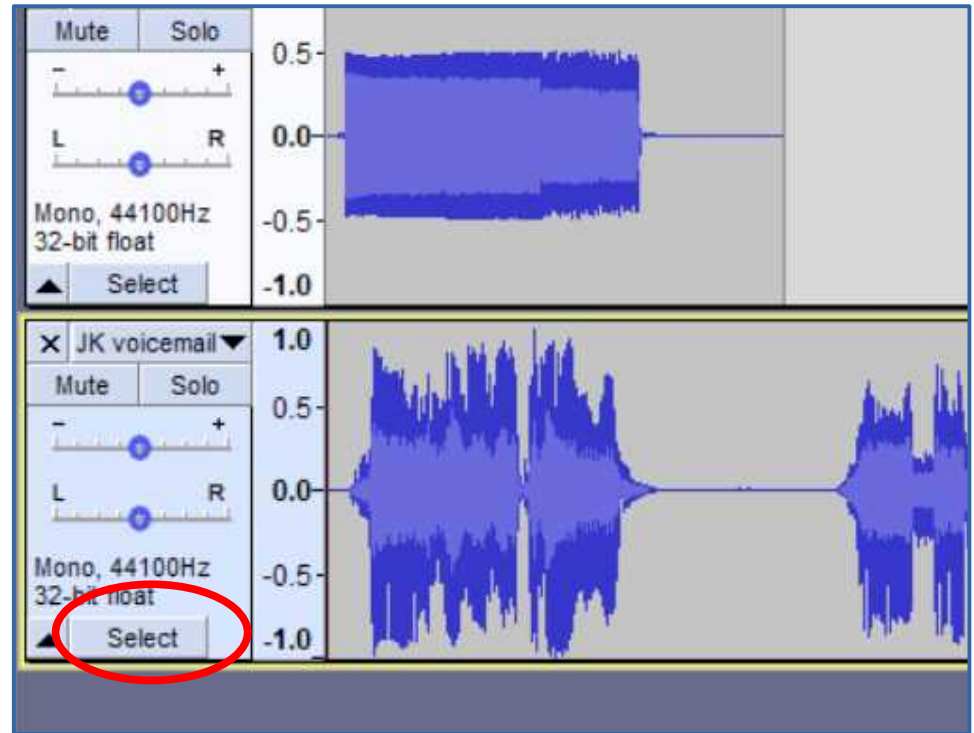 Mute Solo
- +
L R
Mono, 44100Hz
32-bit float
Select
0.5
0.0
-0.5
-1.0
X JK voicemail
Mute Solo
- +
L R
Mono, 44100Hz
32-bit float
Select
1.0
0.5
0.0
-0.5
-1.0